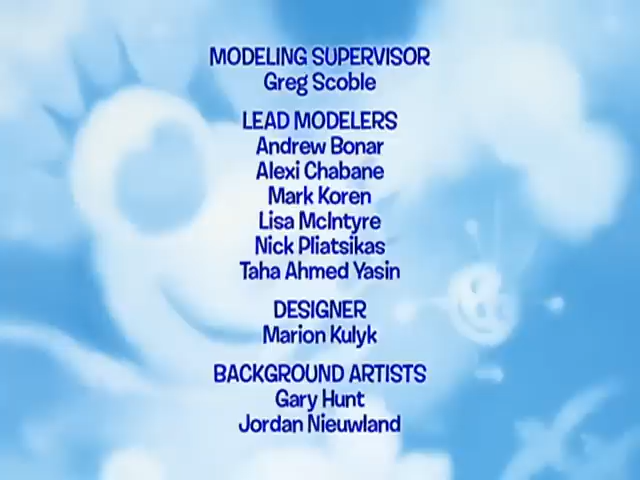 MODELING SUPERVISOR
Greg Scoble
LEAD MODELERS
Andrew Bonar
Alexi Chabane
Mark Koren
Lisa McIntyre
Nick Pliatsikas
Taha Ahmed Yasin
DESIGNER
Marion Kulyk
BACKGROUND ARTISTS
Gary Hunt
Jordan Nieuwland